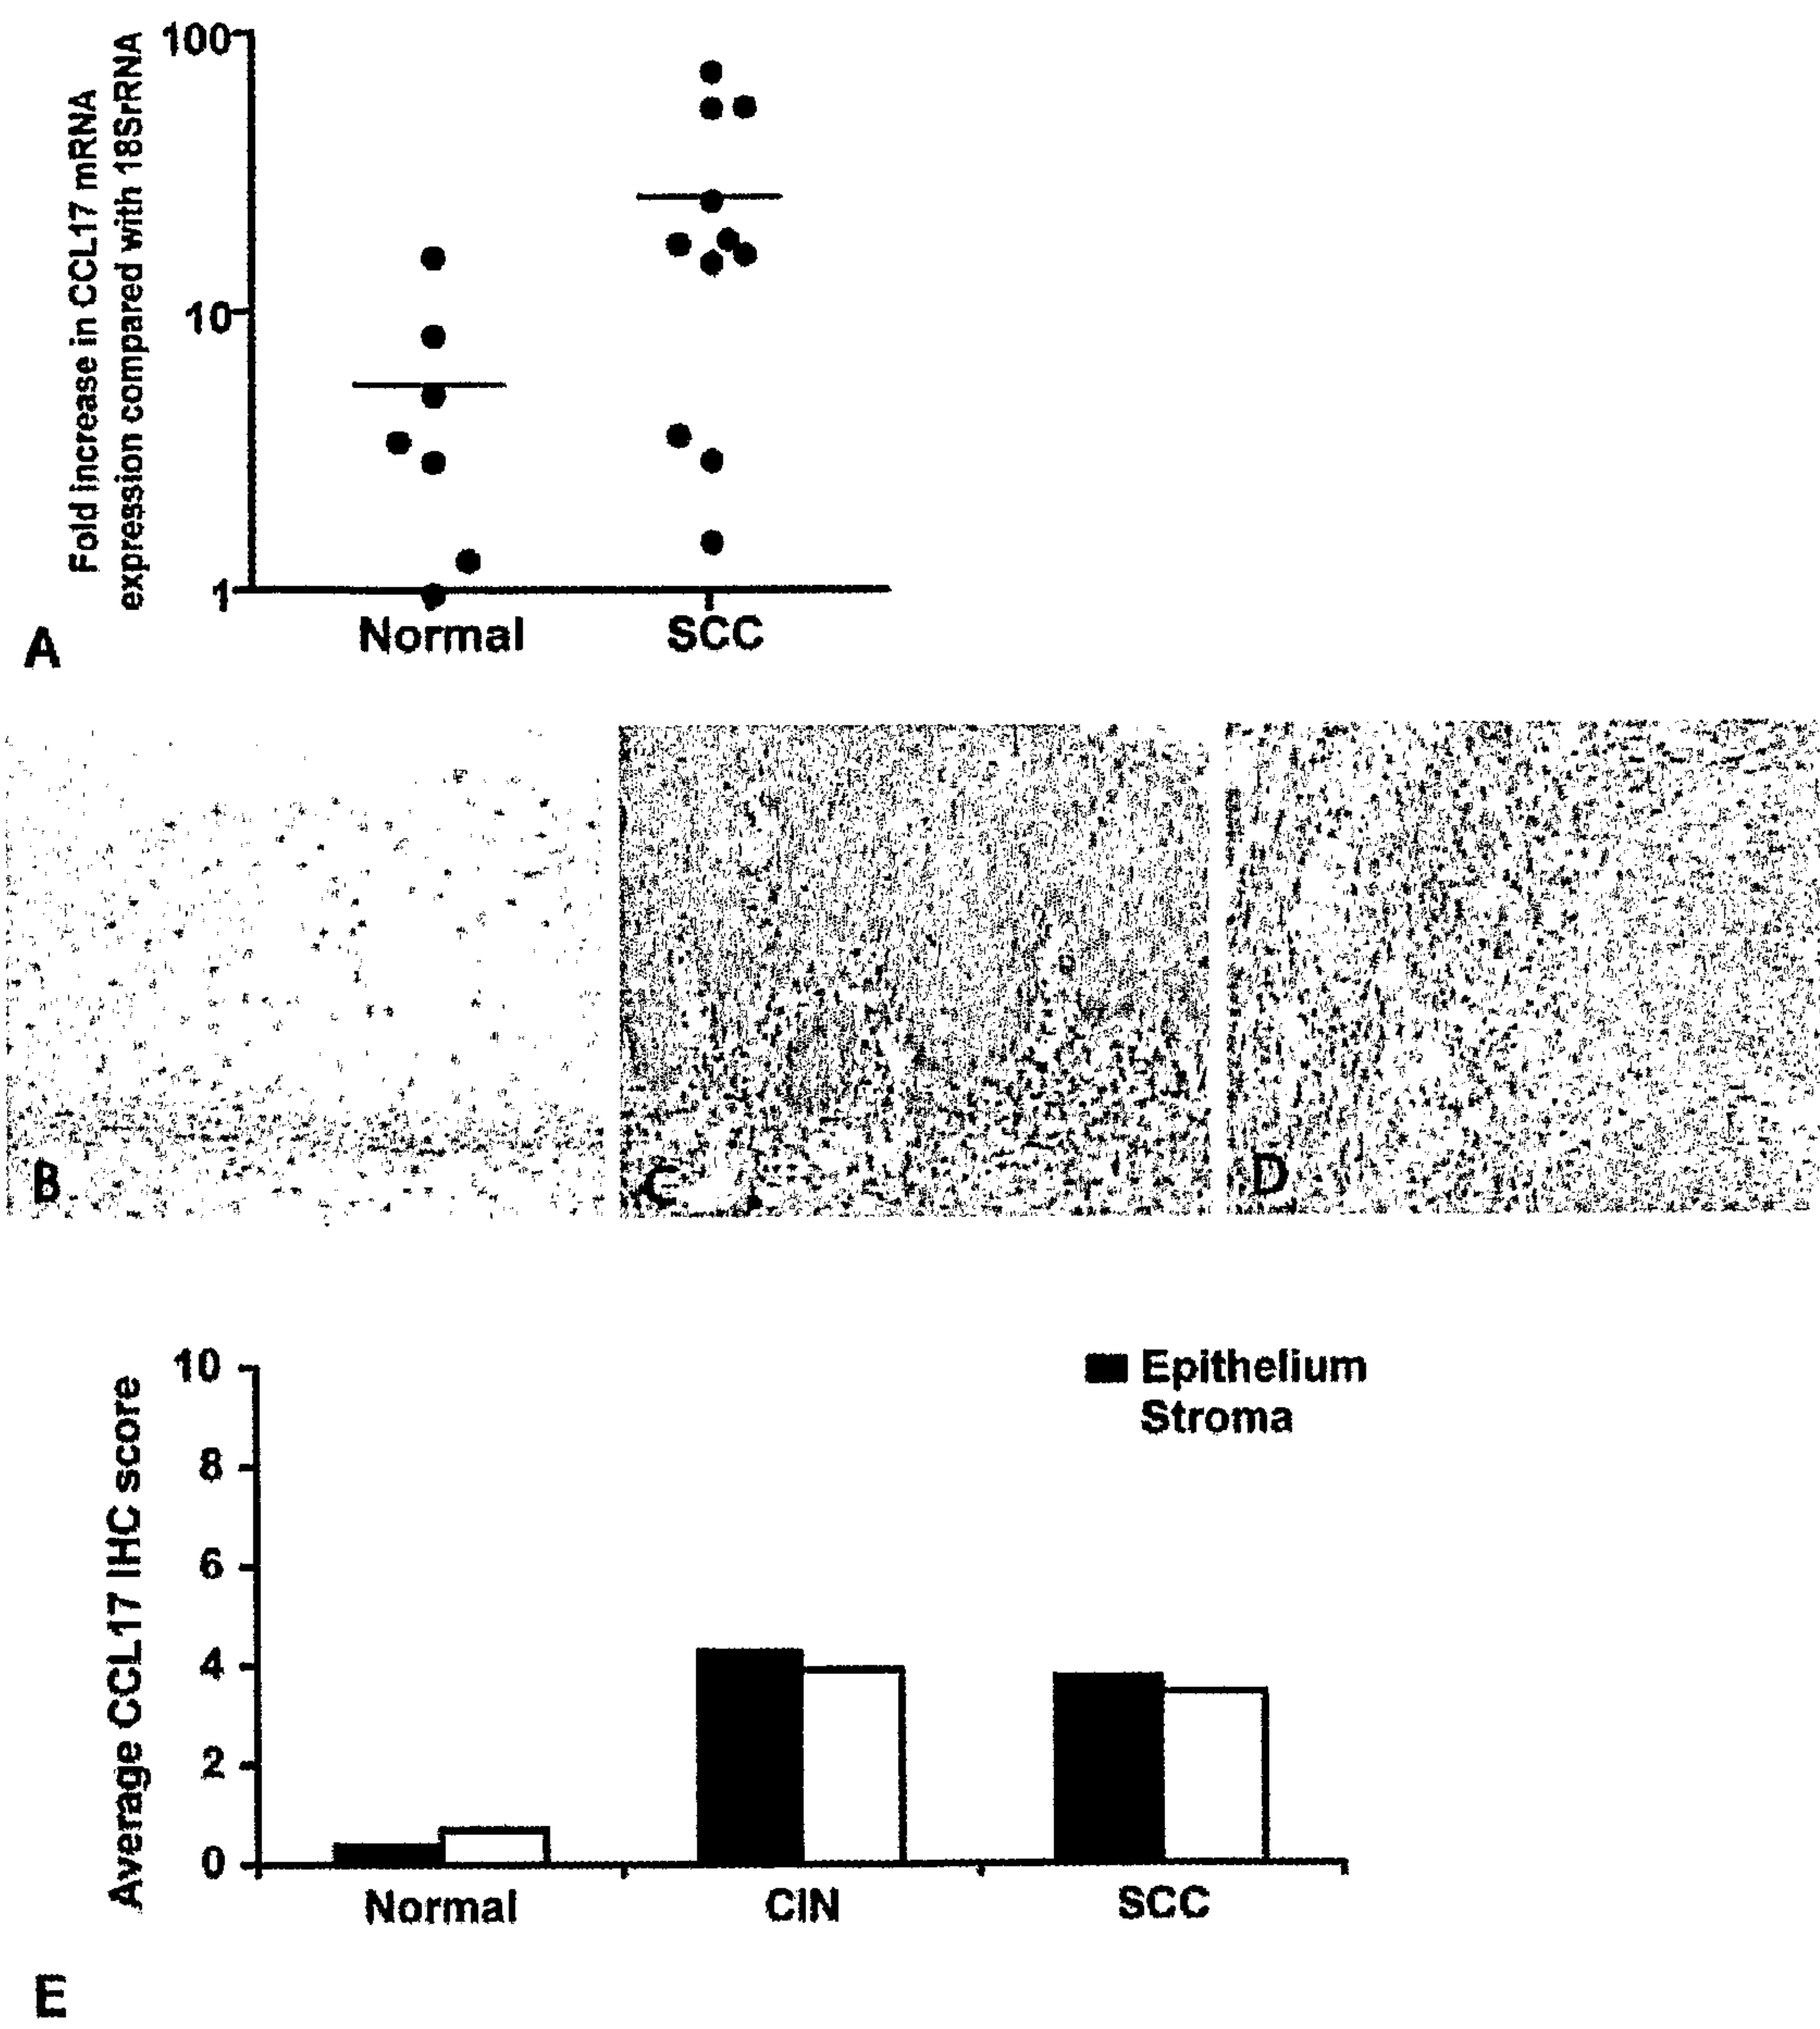 100
10
1
Fold increase in CCL17 mRNA
expression compared with 18SrRNA
Normal
SCC
A
B
C
D
10
8
6
4
2
0
Average CCL17 IHC score
Epithelium
Stroma
Normal
CIN
SCC
E